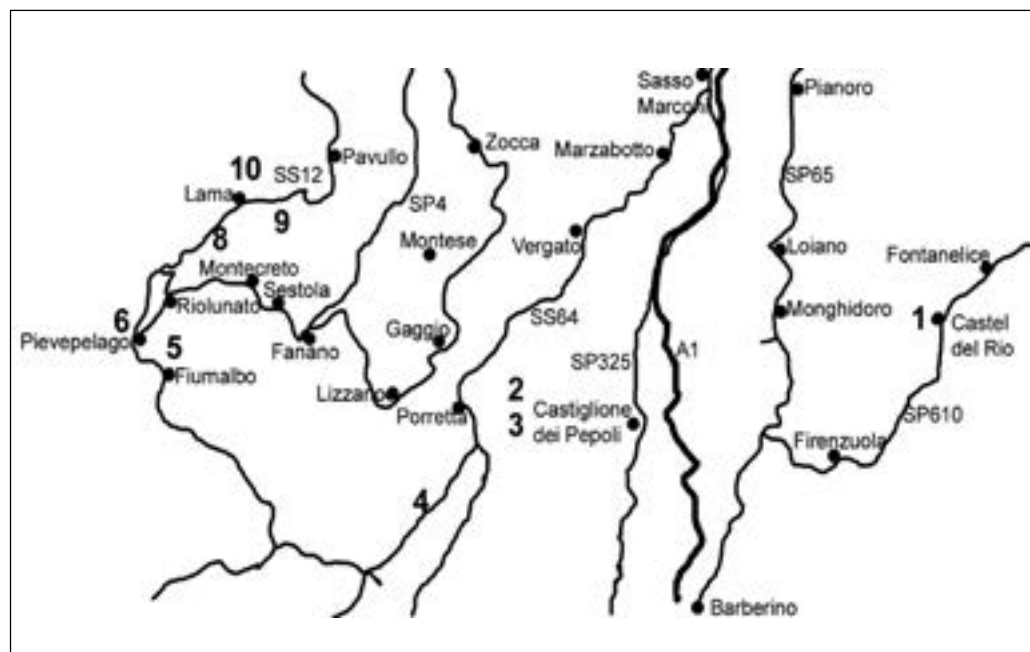 Sasso
Marconi
Pianoro
Zocca
Marzabotto
Pavullo
10
SS12
Lama
9
SP4
SP65
8
Montese
Vergato
Loiano
Fontanelice
Montecreto
Sestola
Riolunato
Monghidoro
6
Pievepelago
5
Fanano
Gaggio
SS64
1
Castel
del Rio
Fiumalbo
SP325
A1
Lizzano
Porretta
2
3
Castiglione
dei Pepoli
SP610
Firenzuola
4
Barberino